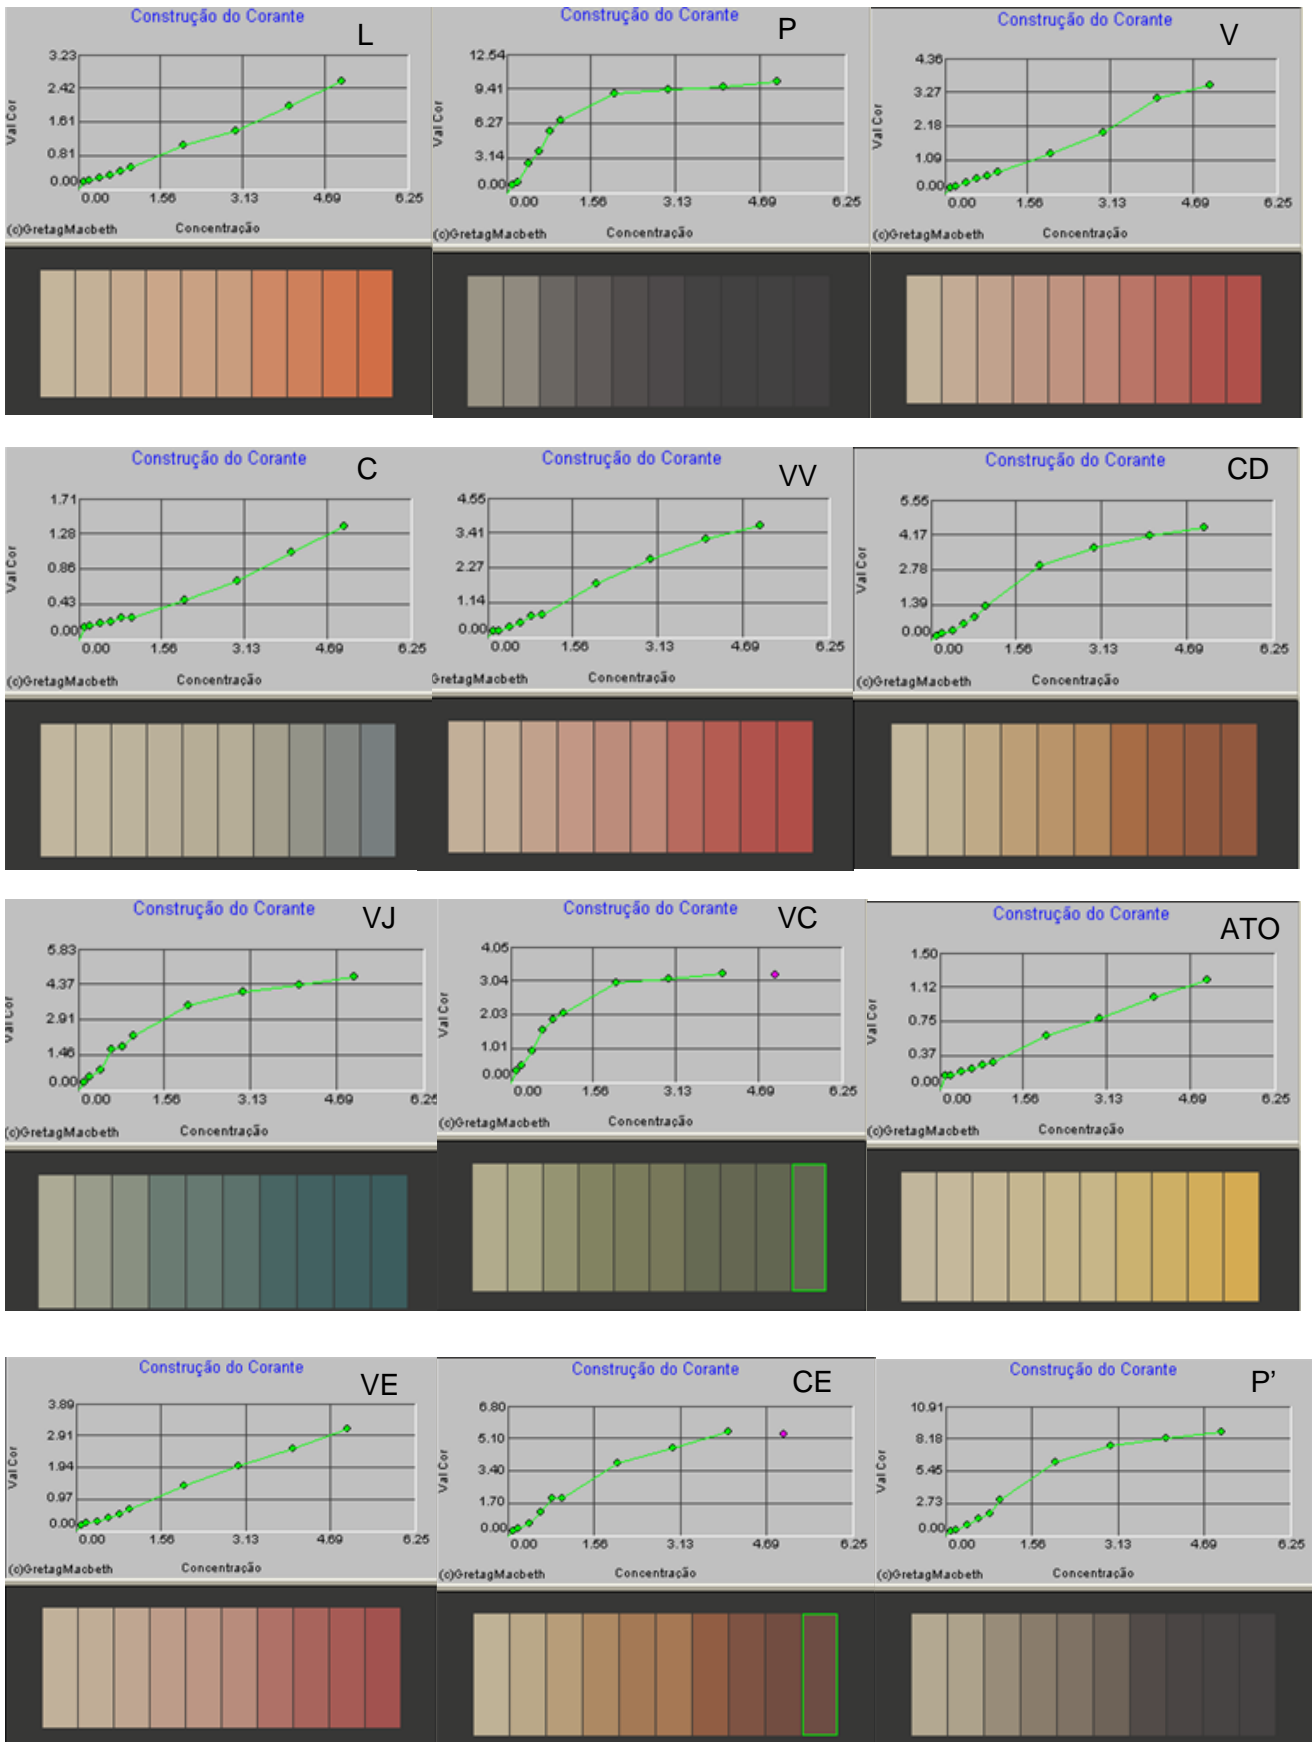 Construção do Corante
L
3.23
2.42
1.61
0.81
0.00
Val Cor
0.00 1.56 3.13 4.69 6.25
(c)GretagMacbeth Concentração
Construção do Corante
P
12.54
9.41
6.27
3.14
0.00
Val Cor
0.00 1.56 3.13 4.69 6.25
(c)GretagMacbeth Concentração
Construção do Corante
V
4.36
3.27
2.18
1.09
0.00
Val Cor
0.00 1.56 3.13 4.69 6.25
(c)GretagMacbeth Concentração
Construção do Corante
C
1.71
1.28
0.86
0.43
0.00
Val Cor
0.00 1.56 3.13 4.69 6.25
(c)GretagMacbeth Concentração
Construção do Corante
VV
4.55
3.41
2.27
1.14
0.00
Val Cor
0.00 1.56 3.13 4.69 6.25
GretagMacbeth Concentração
Construção do Corante
CD
5.55
4.17
2.78
1.39
0.00
Val Cor
0.00 1.56 3.13 4.69 6.25
(c)GretagMacbeth Concentração
Construção do Corante
VJ
5.83
4.37
2.91
1.46
0.00
Val Cor
0.00 1.56 3.13 4.69 6.25
(c)GretagMacbeth Concentração
Construção do Corante
VC
4.05
3.04
2.03
1.01
0.00
Val Cor
0.00 1.56 3.13 4.69 6.25
(c)GretagMacbeth Concentração
Construção do Corante
ATO
1.50
1.12
0.75
0.37
0.00
Val Cor
0.00 1.56 3.13 4.69 6.25
(c)GretagMacbeth Concentração
Construção do Corante
VE
3.89
2.91
1.94
0.97
0.00
Val Cor
0.00 1.56 3.13 4.69 6.25
(c)GretagMacbeth Concentração
Construção do Corante
CE
6.80
5.10
3.40
1.70
0.00
Val Cor
0.00 1.56 3.13 4.69 6.25
(c)GretagMacbeth Concentração
Construção do Corante
P’
10.91
8.18
5.45
2.73
0.00
Val Cor
0.00 1.56 3.13 4.69 6.25
(c)GretagMacbeth Concentração